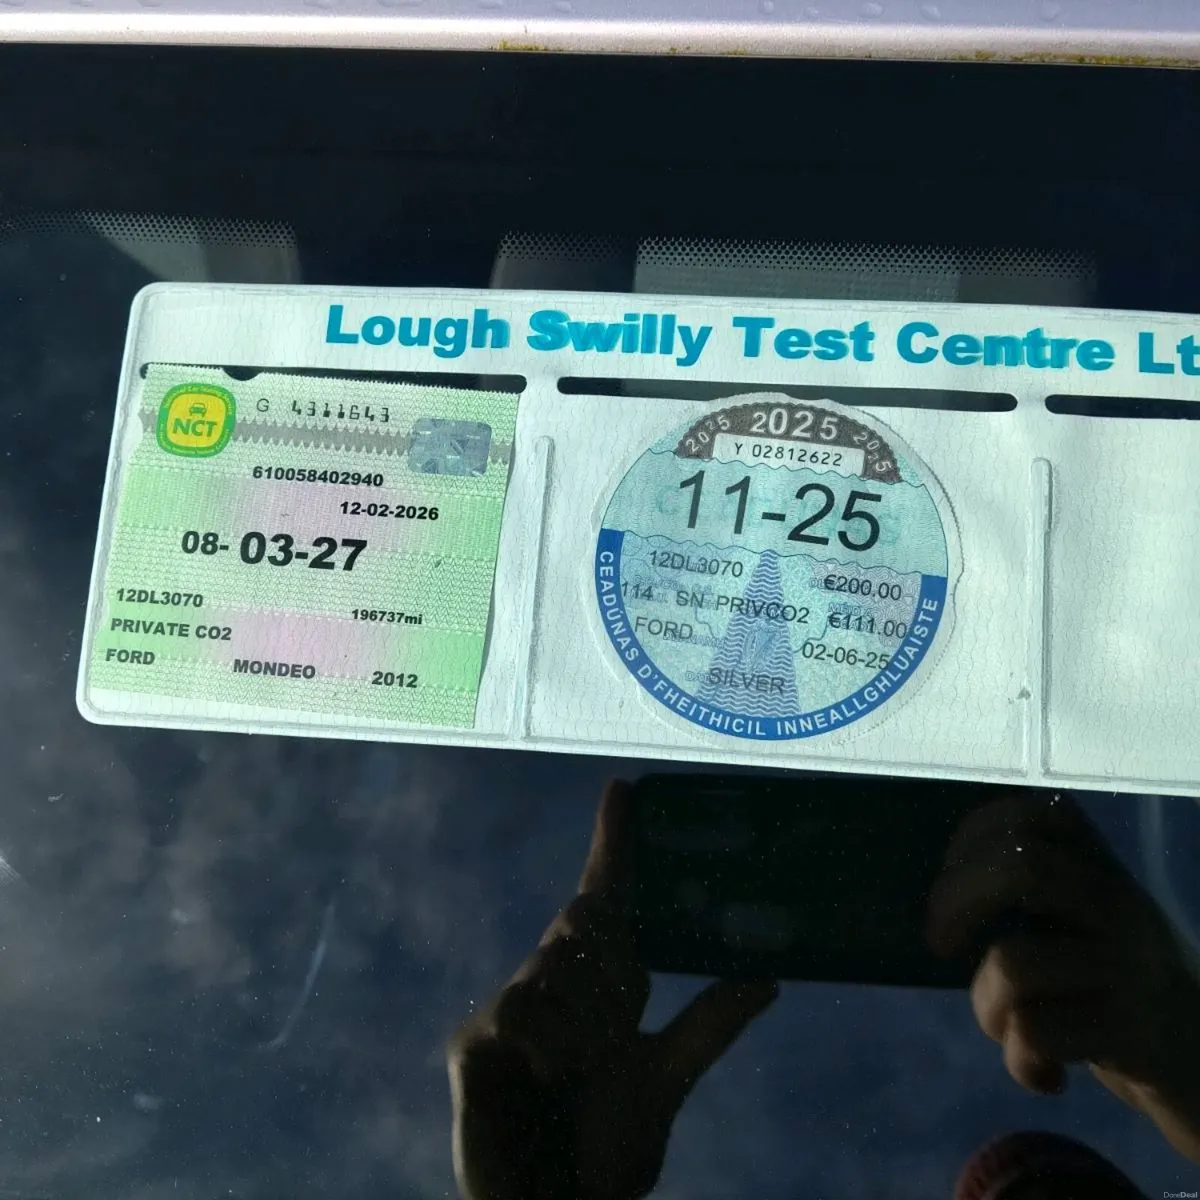 Lough Swilly Test Centre Lt
NCT
G 4311643
610058402940
12-02-2026
08-03-27
12DL3070
196737mi
PRIVATE CO2
FORD MONDEO 2012
2025 2025 2025
Y 02812622
11-25
12DL3070
€200.00
114 SN PRIVCO2 €111.00
FORD
02-06-25
SILVER
CEADÚNAS D'FHEITHICIL INNEALLGHLUAISTE
DoneDeal